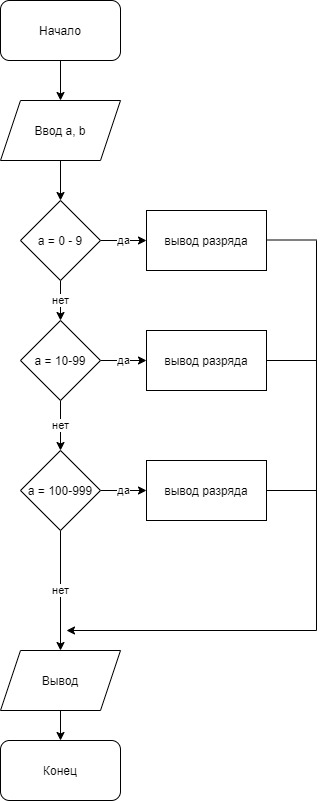 Начало
Ввод a, b
a = 0 - 9
да
вывод разряда
нет
a = 10-99
да
вывод разряда
нет
a = 100-999
да
вывод разряда
нет
Вывод
Конец